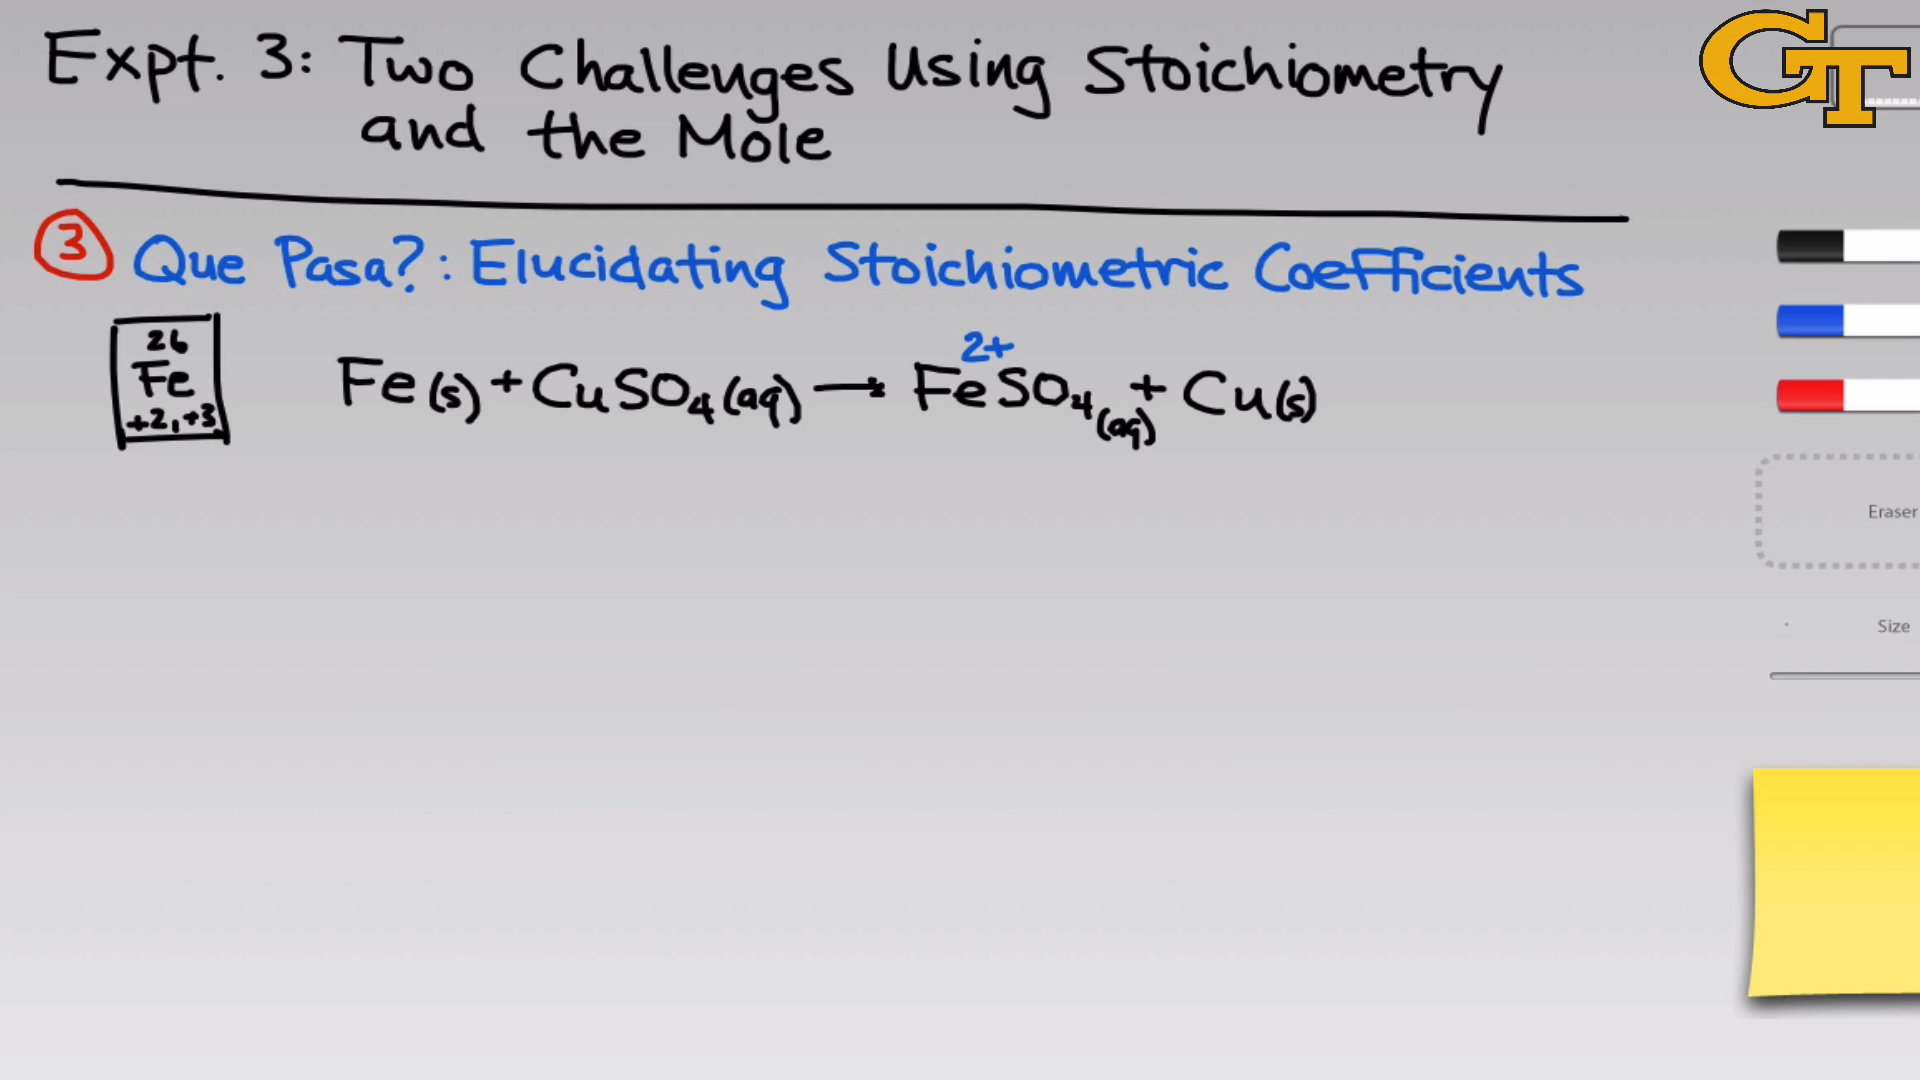 Expt. 3: Two Challenges Using Stoichiometry
and the Mole
GT
3 Que Pasa?: Elucidating Stoichiometric Coefficients
26
Fe
+2, +3
2+
Fe(s) + CuSO₄(aq) → FeSO₄(aq) + Cu(s)
Eraser
Size